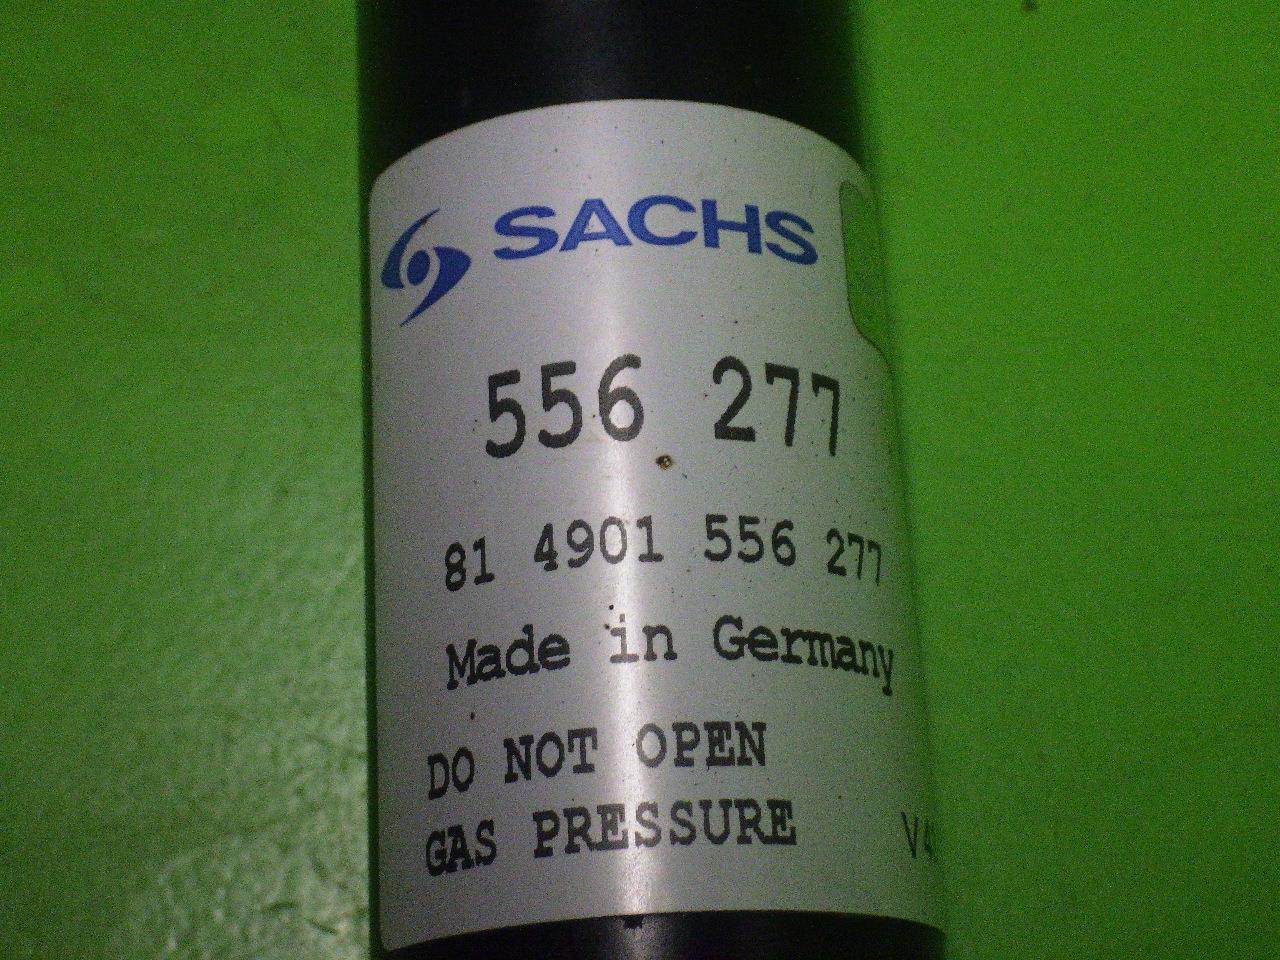 SACHS
556 277
81 4901 556 277
Made in Germany
DO NOT OPEN
GAS PRESSURE